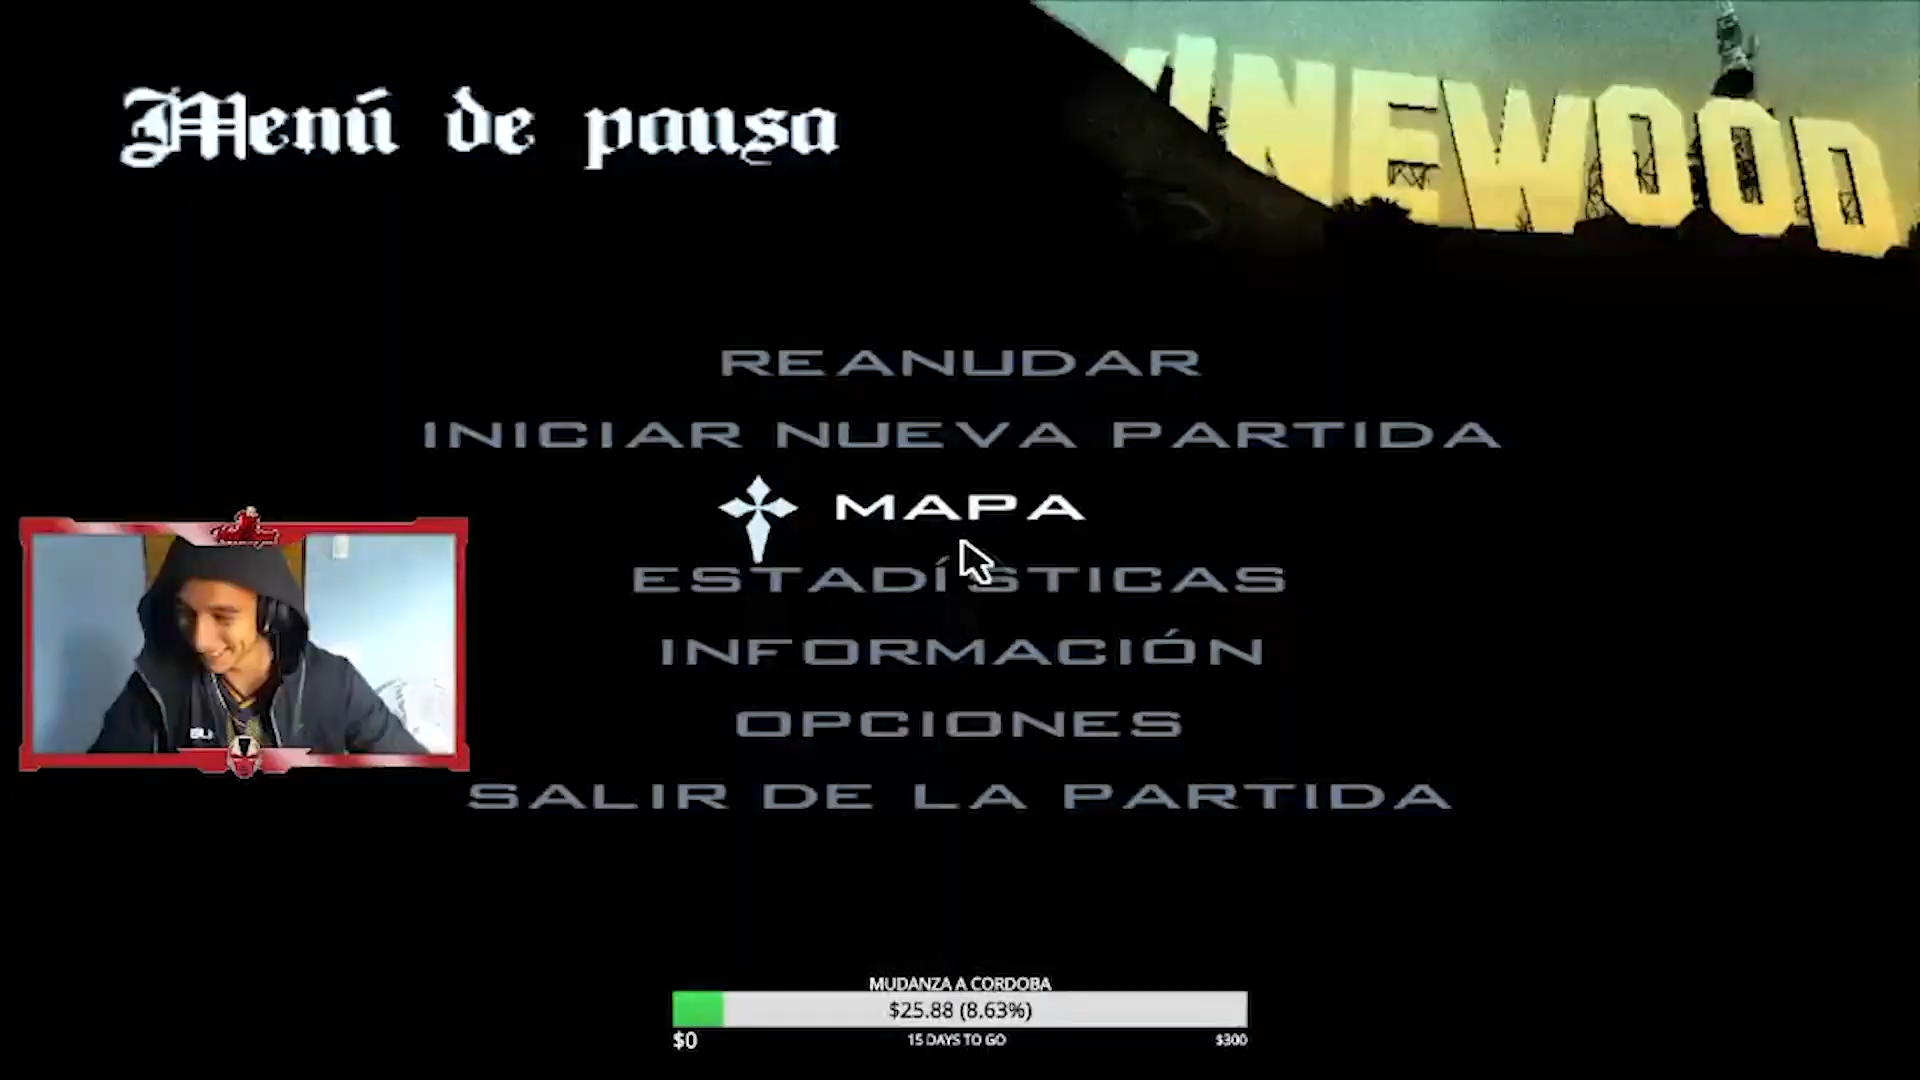 Menú de pausa
VINEWOOD
REANUDAR
INICIAR NUEVA PARTIDA
MAPA
ESTADÍSTICAS
INFORMACIÓN
OPCIONES
SALIR DE LA PARTIDA
MUDANZA A CORDOBA
$25.88 (8.63%)
$0 15 DAYS TO GO $300